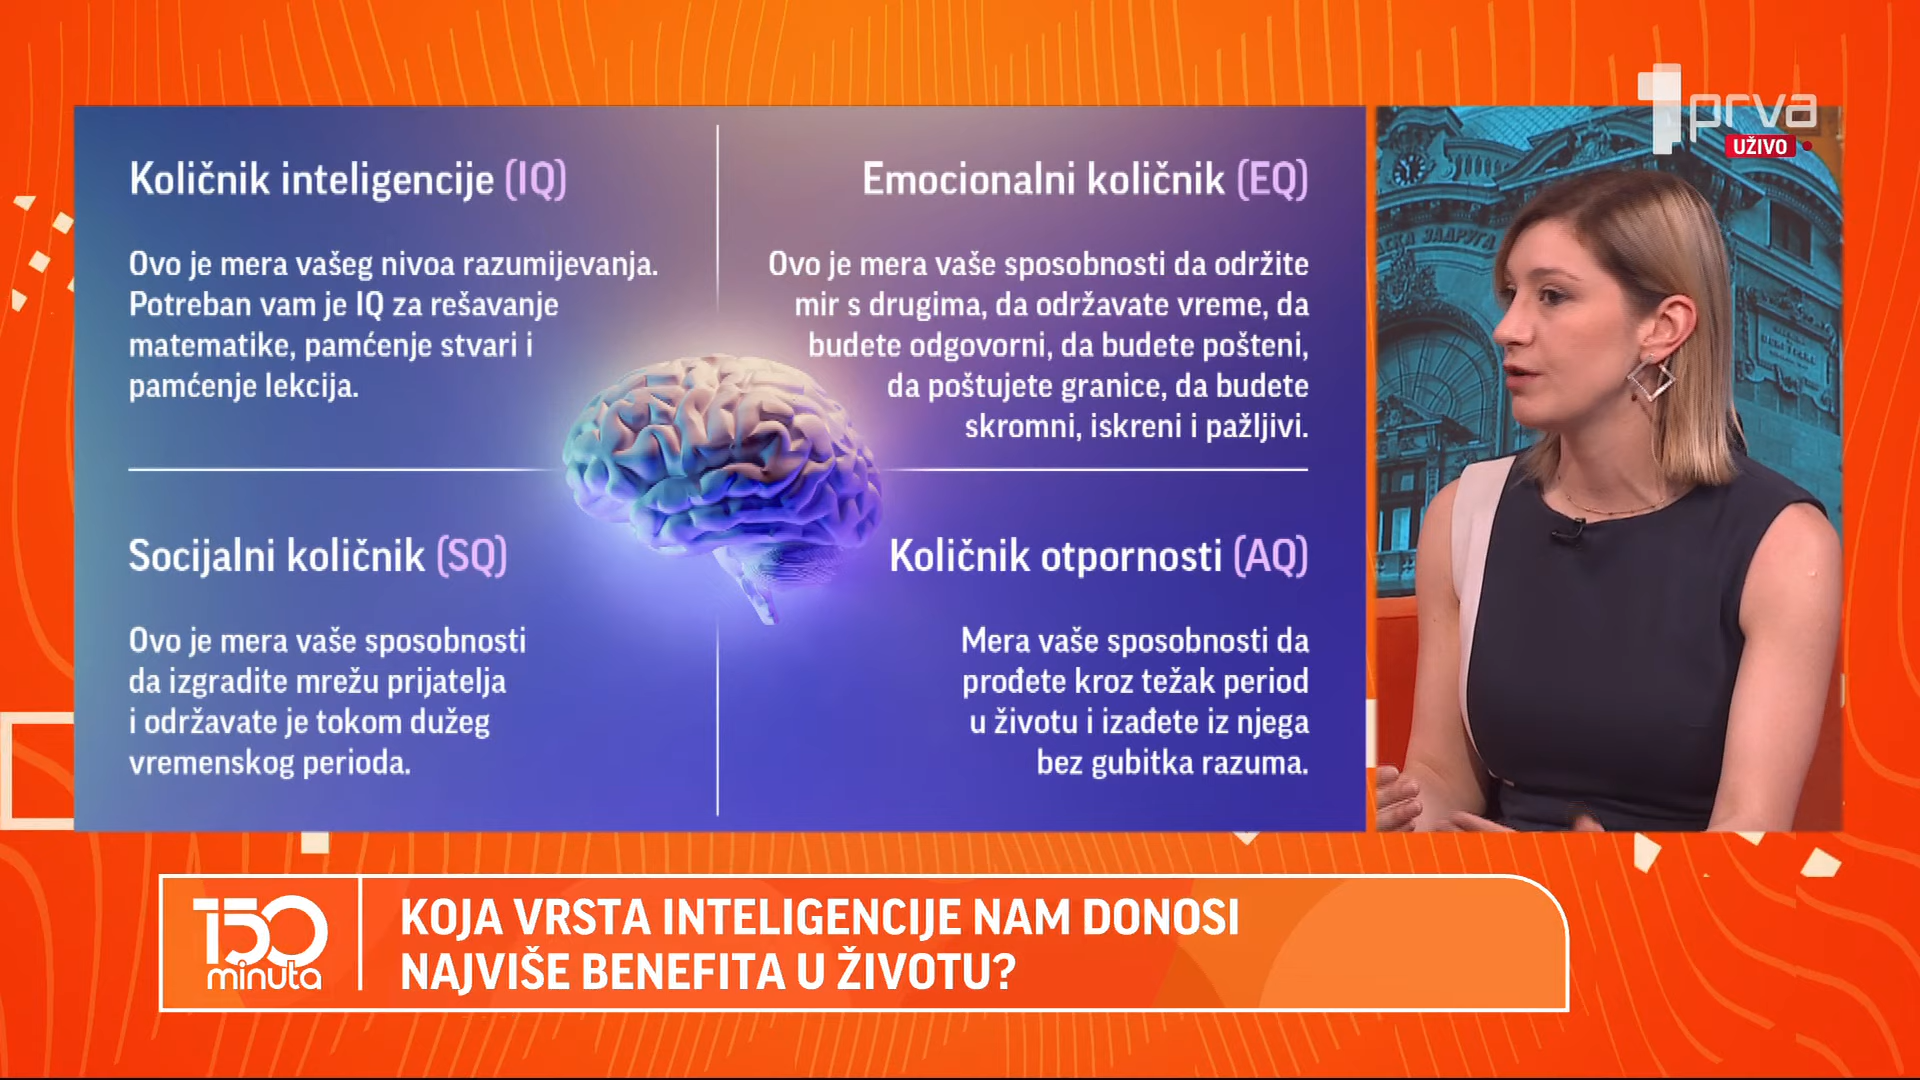 prva
UŽIVO
Količnik inteligencije (IQ)
Ovo je mera vašeg nivoa razumijevanja.
Potreban vam je IQ za rešavanje
matematike, pamćenje stvari i
pamćenje lekcija.
Emocionalni količnik (EQ)
Ovo je mera vaše sposobnosti da održite
mir s drugima, da održavate vreme, da
budete odgovorni, da budete pošteni,
da poštujete granice, da budete
skromni, iskreni i pažljivi.
Socijalni količnik (SQ)
Ovo je mera vaše sposobnosti
da izgradite mrežu prijatelja
i održavate je tokom dužeg
vremenskog perioda.
Količnik otpornosti (AQ)
Mera vaše sposobnosti da
prođete kroz težak period
u životu i izađete iz njega
bez gubitka razuma.
ЗАДРУГА
150
minuta
KOJA VRSTA INTELIGENCIJE NAM DONOSI
NAJVIŠE BENEFITA U ŽIVOTU?